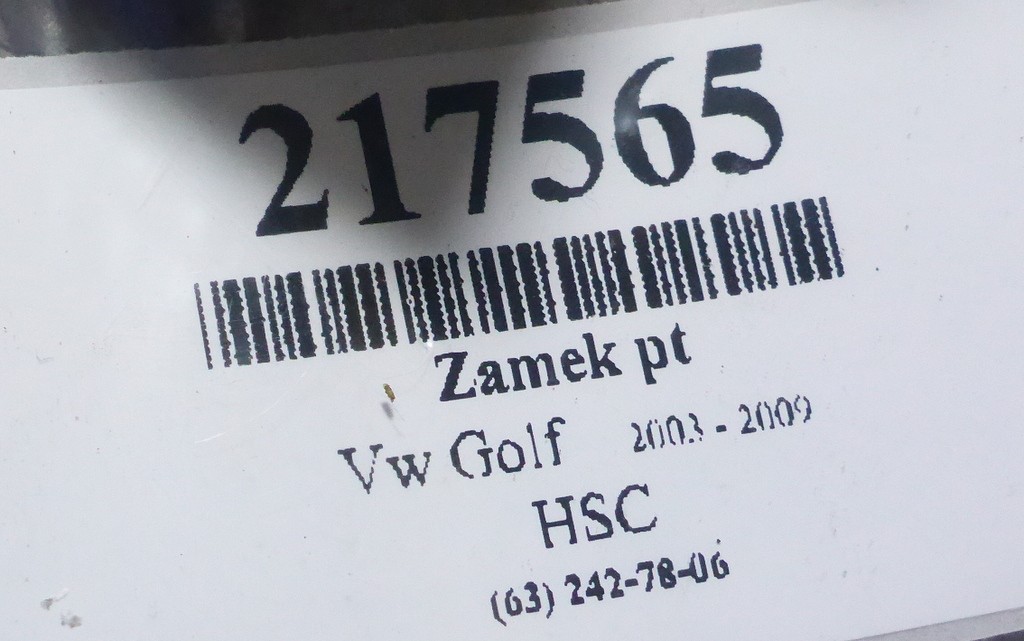 217565
Zamek pt
Vw Golf 2003 - 2009
HSC
(63) 242-78-06